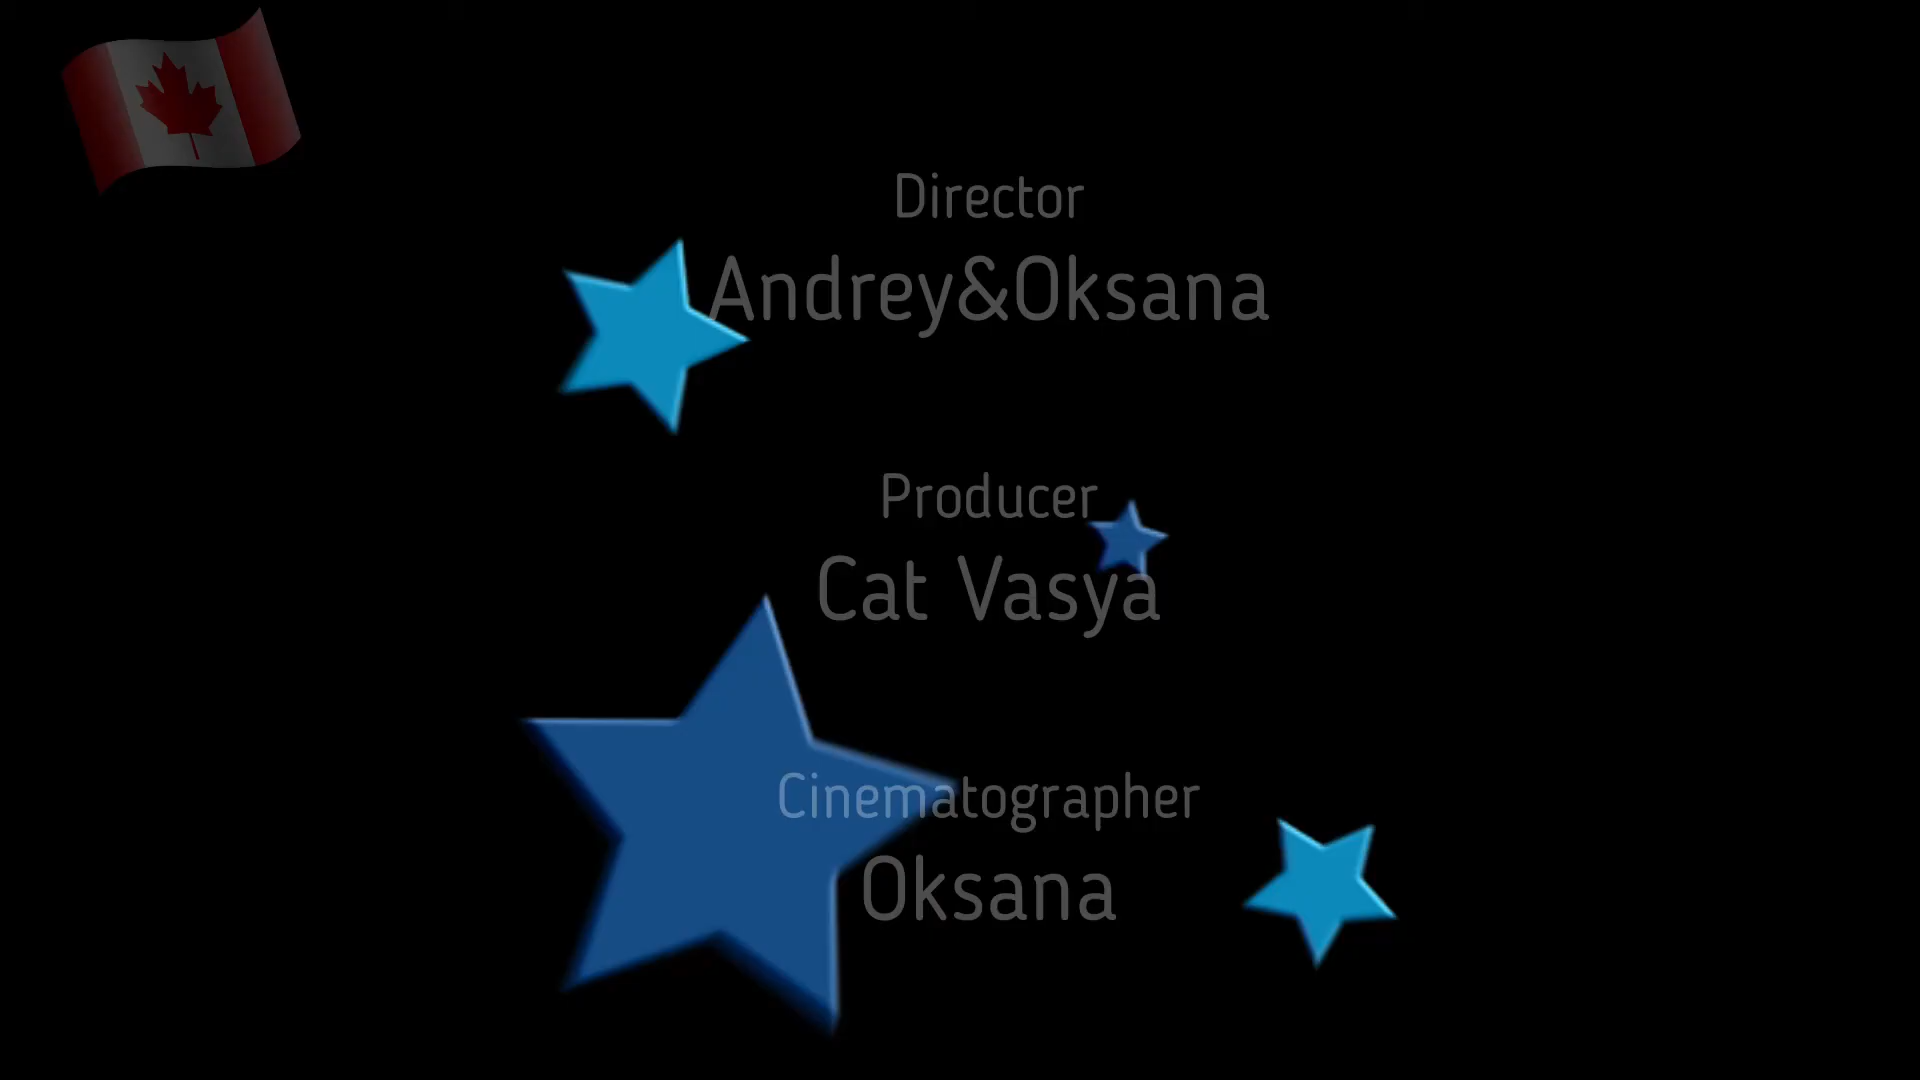 Director
Andrey&Oksana
Producer
Cat Vasya
Cinematographer
Oksana